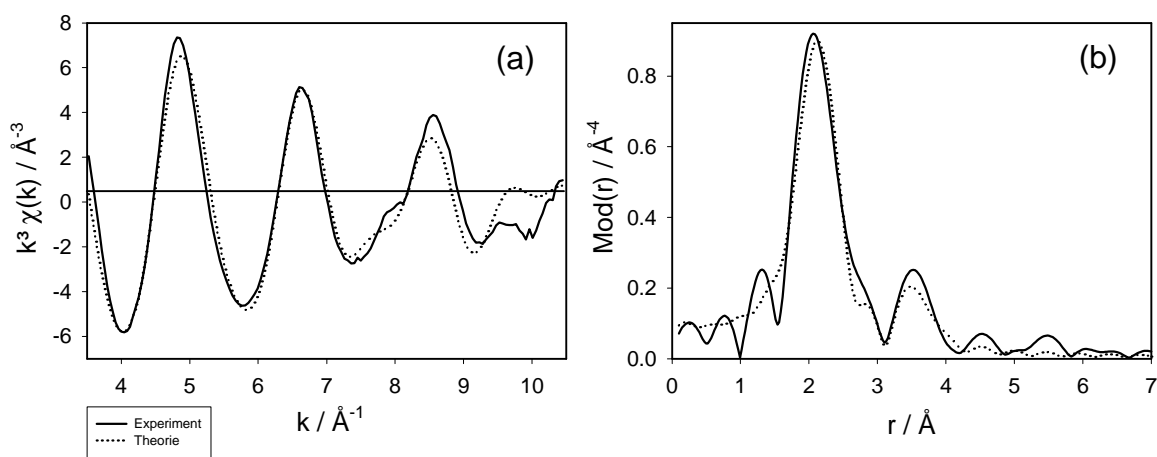 (a)
k³ χ(k) / Å⁻³
8
6
4
2
0
-2
-4
-6
4 5 6 7 8 9 10
k / Å⁻¹
Experiment
Theorie
(b)
Mod(r) / Å⁻⁴
0.8
0.6
0.4
0.2
0.0
0 1 2 3 4 5 6 7
r / Å